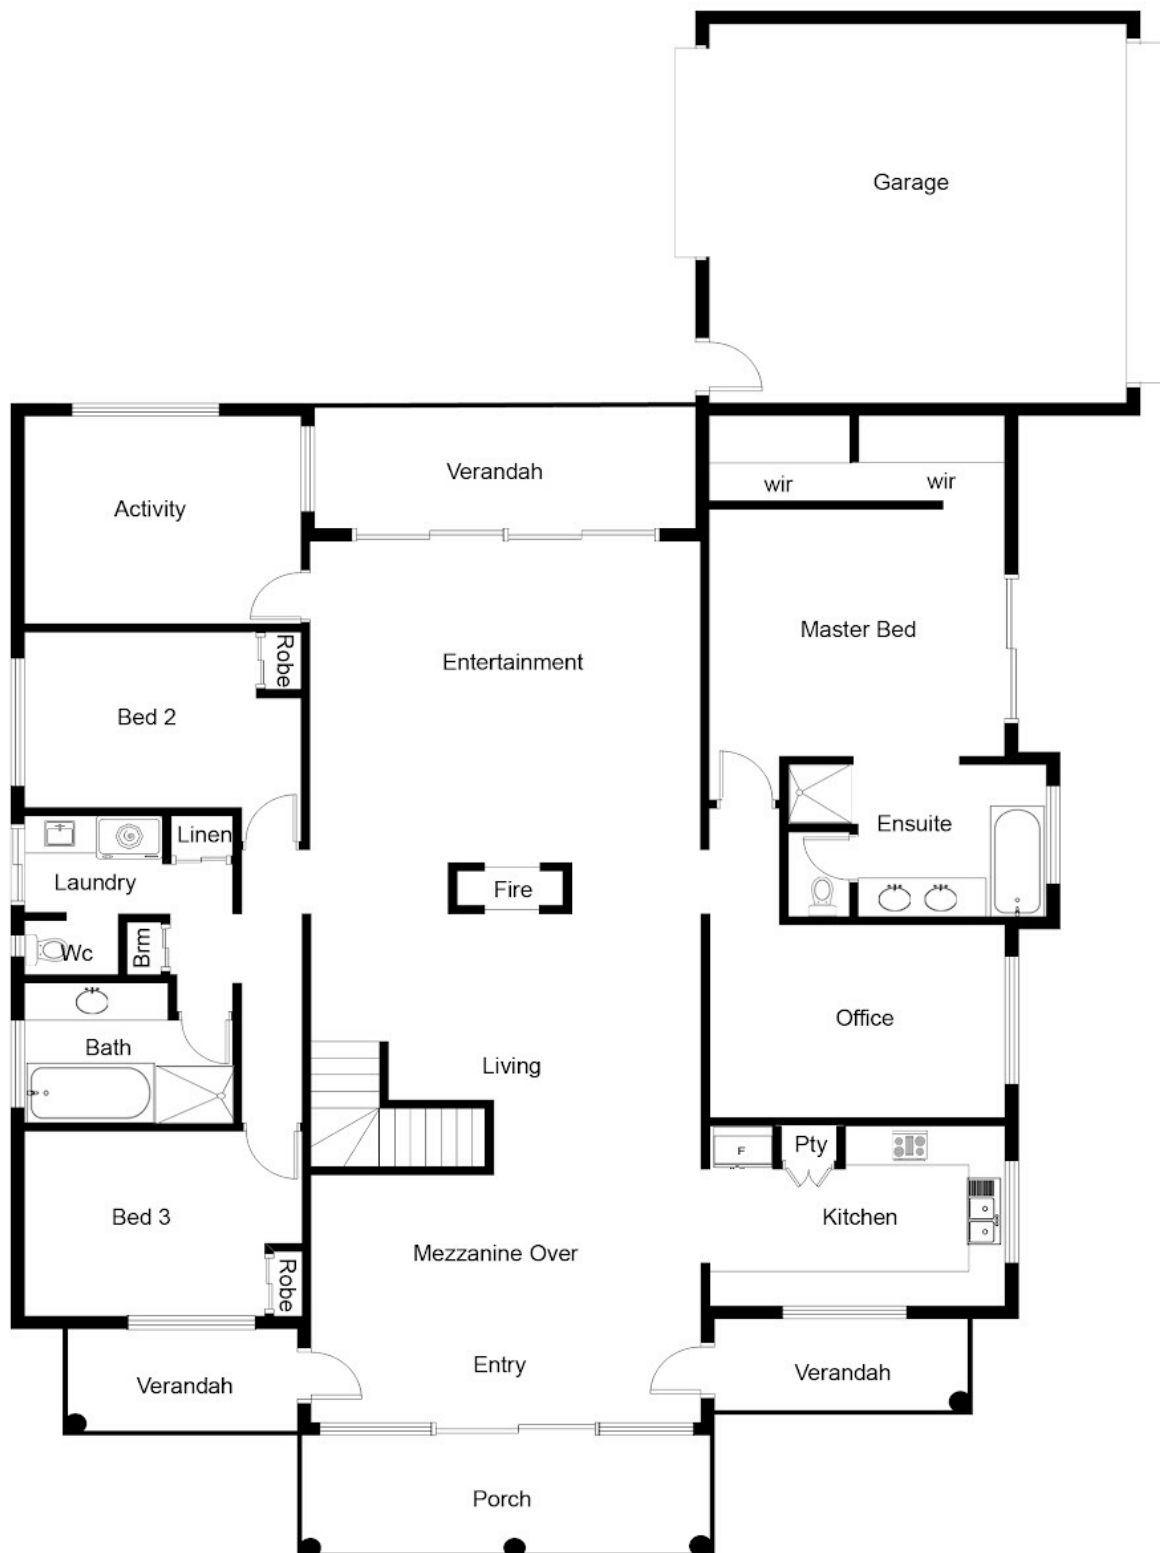 Garage
Verandah
wir
wir
Activity
Master Bed
Robe
Entertainment
Bed 2
Linen
Ensuite
Laundry
Fire
Brm
Wc
Office
Bath
Living
Pty
F
Bed 3
Kitchen
Mezzanine Over
Robe
Entry
Verandah
Verandah
Porch